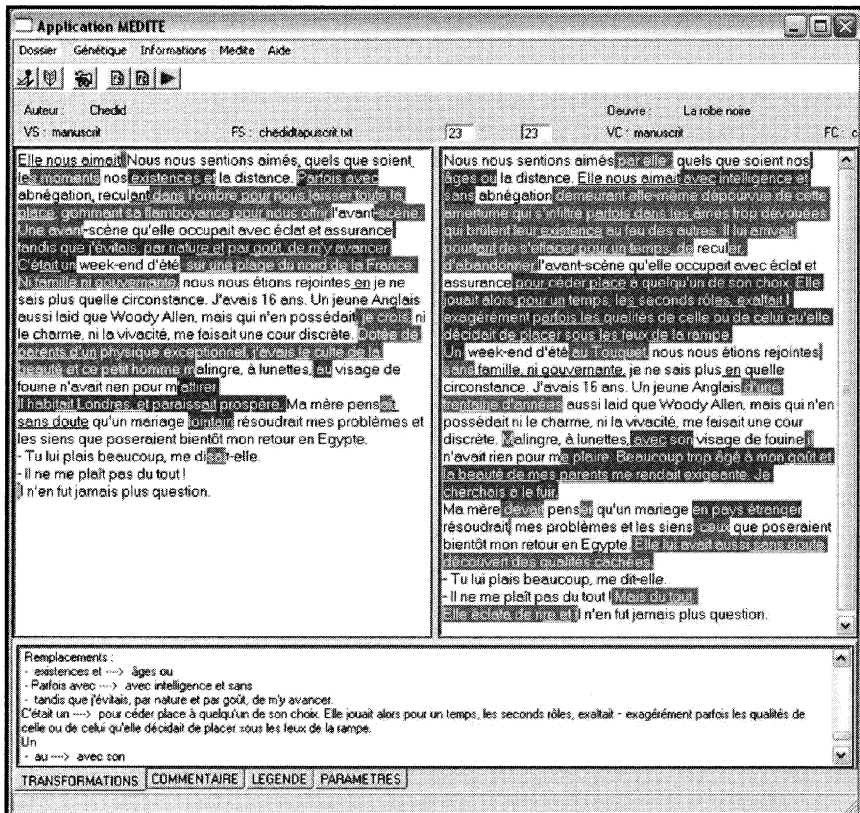 Application MEDITE
Dossier Génétique Informations Medite Aide
Auteur : Chedid Oeuvre : La robe noire
VS : manuscrit FS : chedidtapuscrit.txt 23 23 VC : manuscrit FC : c
Elle nous aimait Nous nous sentions aimés, quels que soient
les moments nos existences et la distance. Parfois avec
abnégation, reculant dans l'ombre pour nous laisser toute la
place, gommant sa flamboyance pour nous offrir l'avant-scène.
Une avant-scène qu'elle occupait avec éclat et assurance
tandis que j'évitais, par nature et par goût, de m'y avancer.
C'était un week-end d'été sur une plage du nord de la France.
Ni famille ni gouvernante, nous nous étions rejointes en je ne
sais plus quelle circonstance. J'avais 16 ans. Un jeune Anglais
aussi laid que Woody Allen, mais qui n'en possédait je crois, ni
le charme, ni la vivacité, me faisait une cour discrète. Dotée de
parents d'un physique exceptionnel, j'avais le culte de la
beauté et ce petit homme malingre, à lunettes, au visage de
fouine n'avait rien pour m'attirer.
Il habitait Londres, et paraissait prospère. Ma mère pensait
sans doute qu'un mariage lointain résoudrait mes problèmes et
les siens que poseraient bientôt mon retour en Egypte.
- Tu lui plais beaucoup, me disait-elle.
- Il ne me plaît pas du tout !
Il n'en fut jamais plus question.
Nous nous sentions aimés par elle, quels que soient nos
âges ou la distance. Elle nous aimait avec intelligence et
sans abnégation demeurant elle-même dépourvue de cette
amertume qui s'infiltre parfois dans les âmes trop dévouées
qui brûlent leur existence au feu des autres. Il lui arrivait
pourtant de s'effacer pour un temps, de reculer,
d'abandonner l'avant-scène qu'elle occupait avec éclat et
assurance pour céder place à quelqu'un de son choix. Elle
jouait alors pour un temps, les seconds rôles, exaltait
exagérément parfois les qualités de celle ou de celui qu'elle
décidait de placer sous les feux de la rampe.
Un week-end d'été au Touquet nous nous étions rejointes
sans famille, ni gouvernante, je ne sais plus en quelle
circonstance. J'avais 16 ans. Un jeune Anglais d'une
trentaine d'années aussi laid que Woody Allen, mais qui n'en
possédait ni le charme, ni la vivacité, me faisait une cour
discrète. Malingre, à lunettes, avec son visage de fouine il
n'avait rien pour me plaire. Beaucoup trop âgé à mon goût et
la beauté de mes parents me rendait exigeante. Je
cherchais à le fuir.
Ma mère devait penser qu'un mariage en pays étranger
résoudrait mes problèmes et les siens, ceux que poseraient
bientôt mon retour en Egypte. Elle lui avait aussi sans doute
découvert des qualités cachées.
- Tu lui plais beaucoup, me dit-elle.
- Il ne me plaît pas du tout ! Mais du tout.
Elle éclata de rire et il n'en fut jamais plus question.
Remplacements :
- existences et ----> âges ou
- Parfois avec ----> avec intelligence et sans
- tandis que j'évitais, par nature et par goût, de m'y avancer.
C'était un ----> pour céder place à quelqu'un de son choix. Elle jouait alors pour un temps, les seconds rôles, exaltait - exagérément parfois les qualités de
celle ou de celui qu'elle décidait de placer sous les feux de la rampe.
Un
- au ----> avec son
TRANSFORMATIONS COMMENTAIRE LEGENDE PARAMETRES